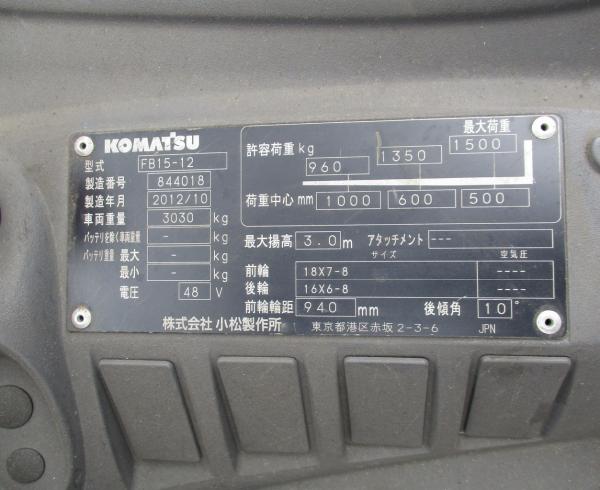 KOMATSU
型式 FB15-12
製造番号 844018
製造年月 2012/10
車両重量 3030 kg
バッテリを除く車両重量 - kg
バッテリ重量 最大 - kg
最小 - kg
電圧 48 V
株式会社 小松製作所
最大荷重
許容荷重 kg 960 1350 1500
荷重中心 mm 1000 600 500
最大揚高 3.0 m アタッチメント ---
サイズ 空気圧
前輪 18X7-8 ----
後輪 16X6-8 ----
前輪輪距 940 mm 後傾角 10°
東京都港区赤坂 2-3-6 JPN